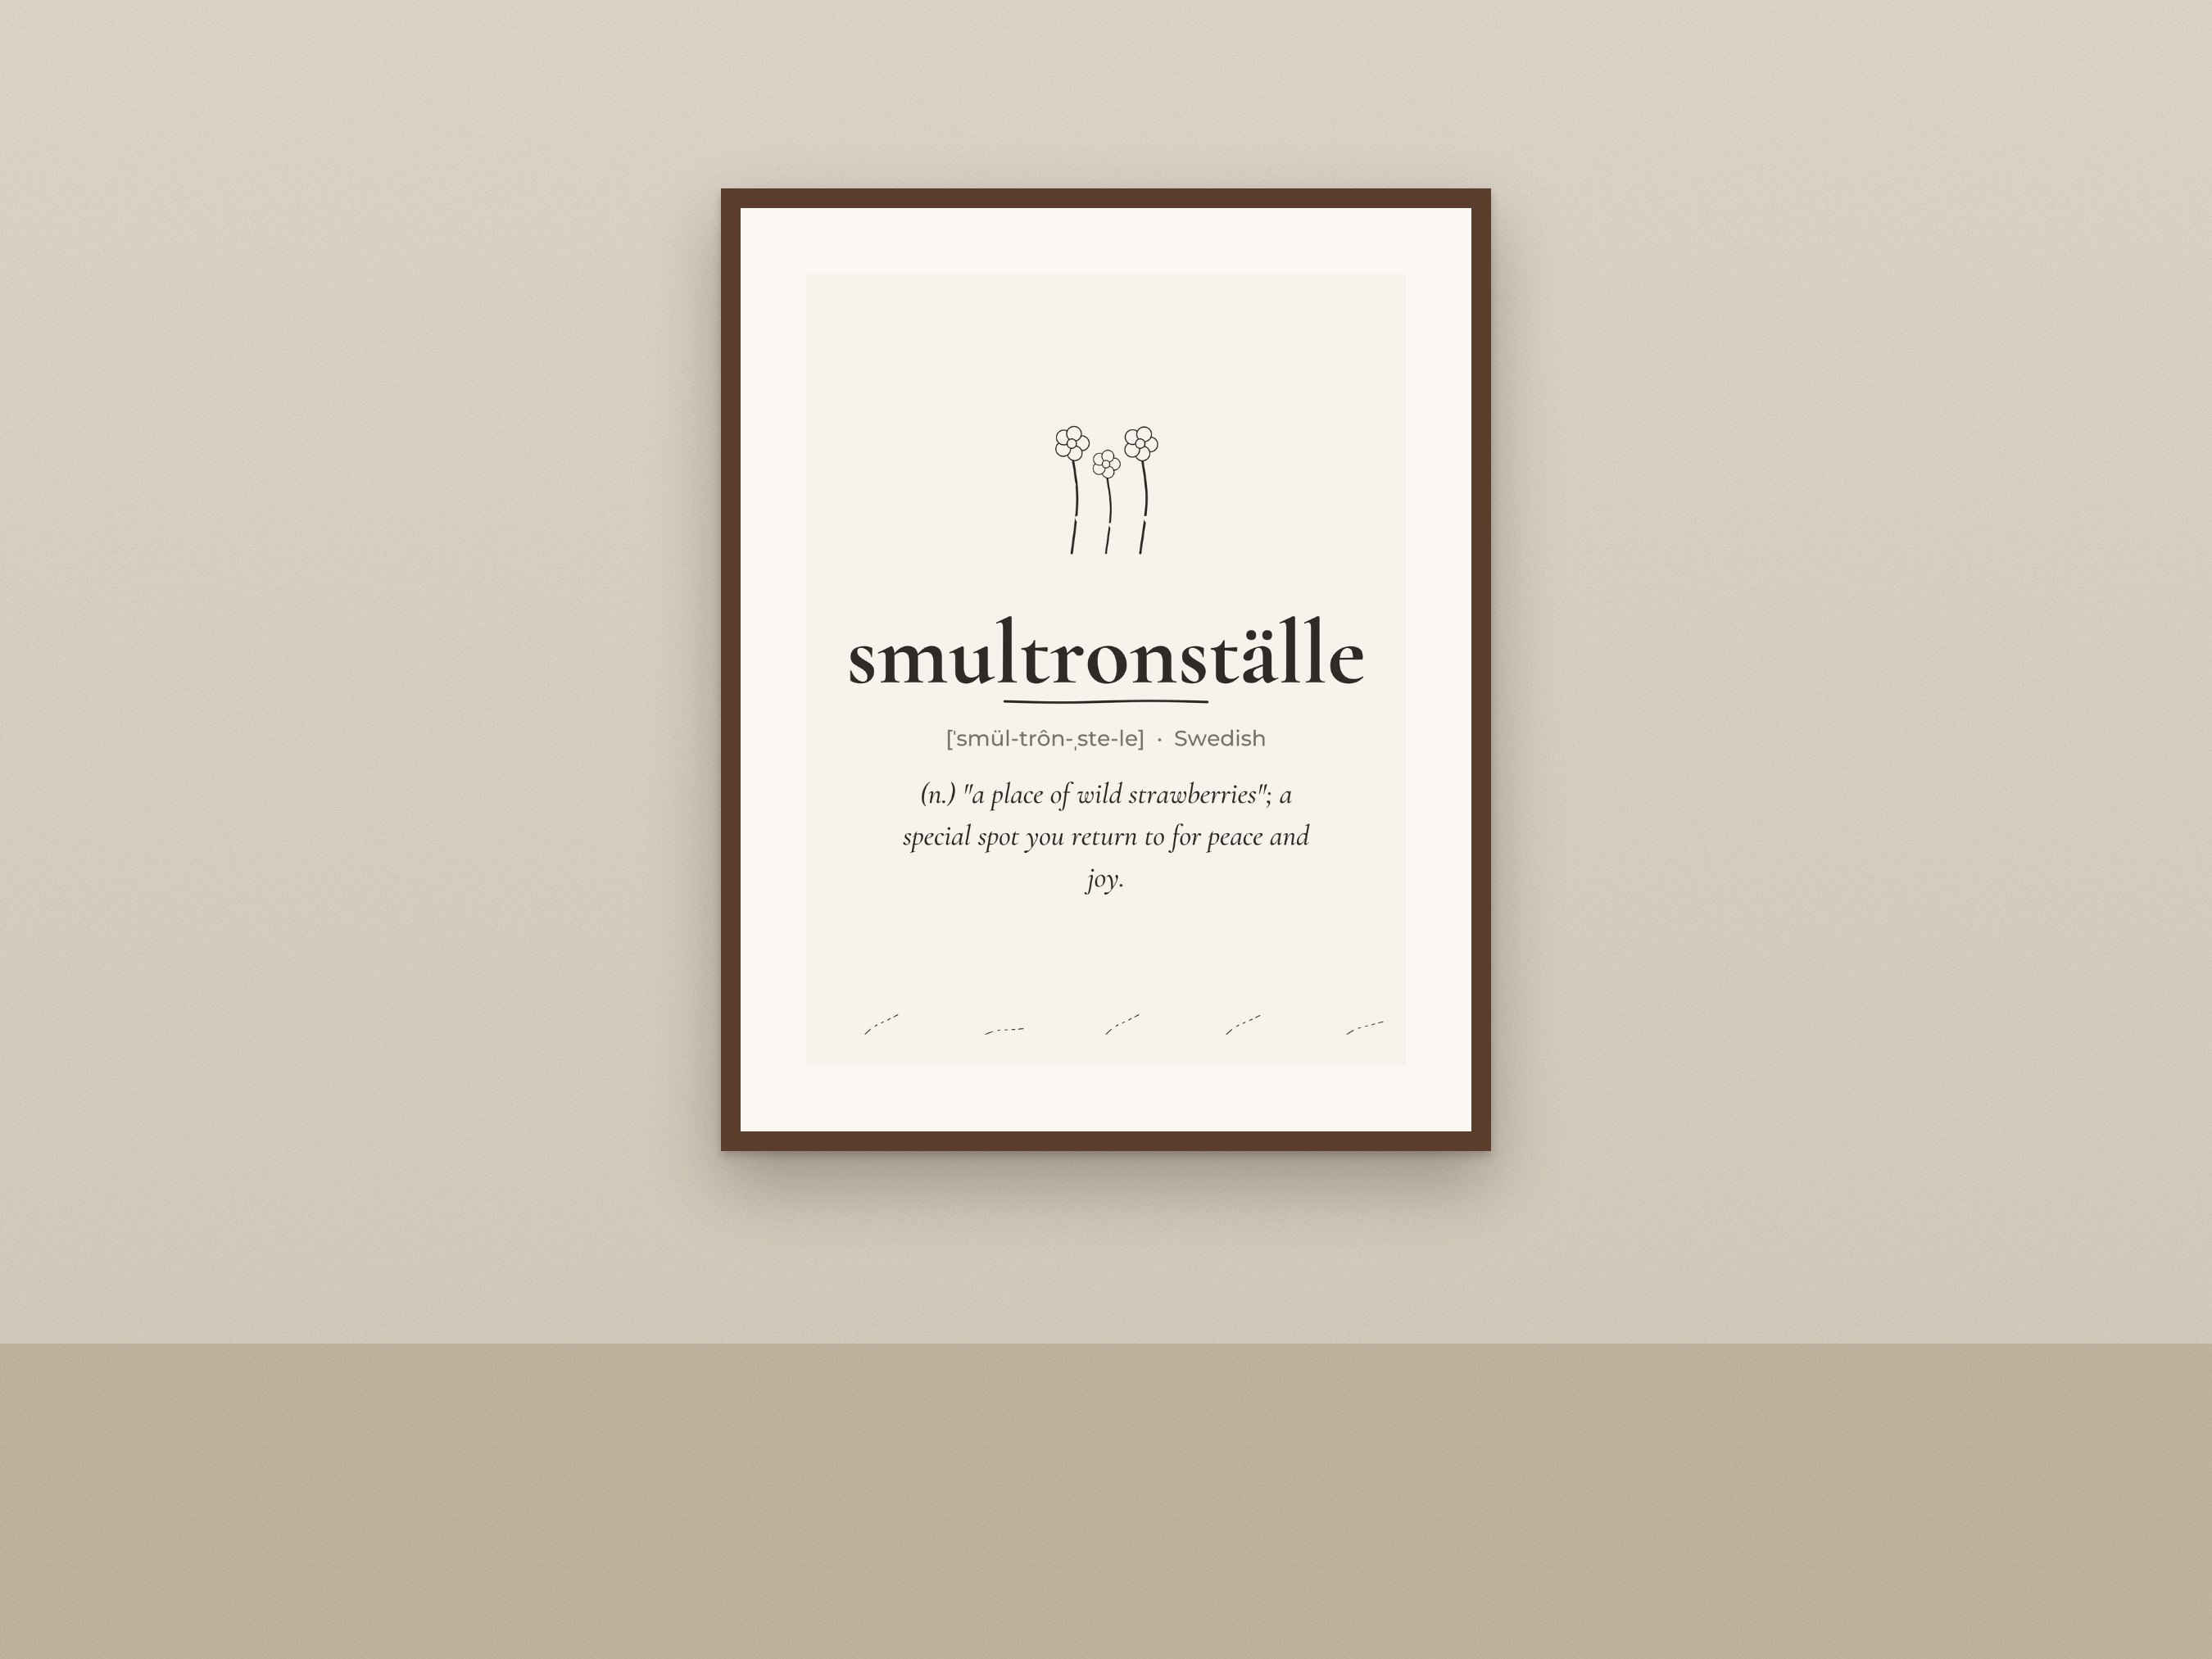 smultronställe
[ˈsmül-trôn-ˌste-le] · Swedish
(n.) "a place of wild strawberries"; a
special spot you return to for peace and
joy.